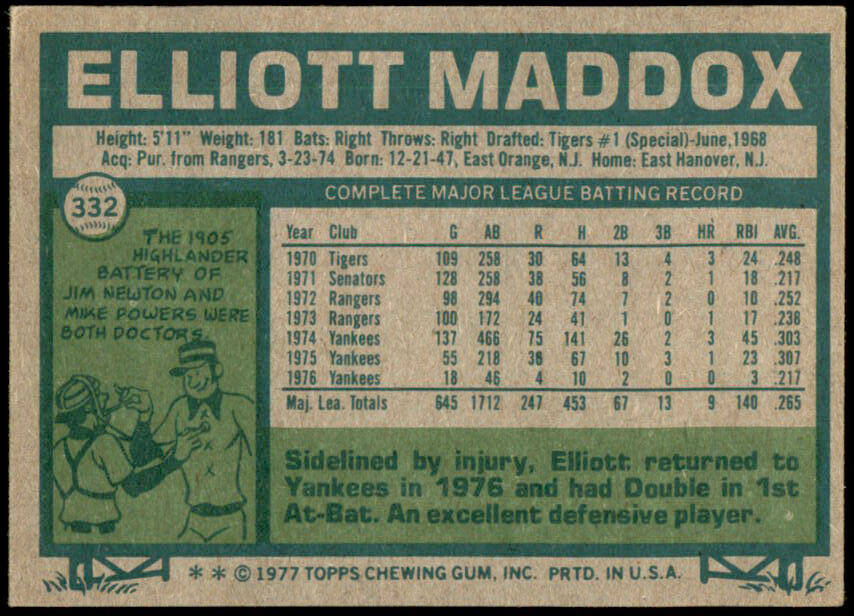 ELLIOTT MADDOX
Height: 5'11" Weight: 181 Bats: Right Throws: Right Drafted: Tigers #1 (Special)-June,1968
Acq: Pur. from Rangers, 3-23-74 Born: 12-21-47, East Orange, N.J. Home: East Hanover, N.J.
332
THE 1905
HIGHLANDER
BATTERY OF
JIM NEWTON AND
MIKE POWERS WERE
BOTH DOCTORS.
COMPLETE MAJOR LEAGUE BATTING RECORD
Year Club G AB R H 2B 3B HR RBI AVG.
1970 Tigers 109 258 30 64 13 4 3 24 .248
1971 Senators 128 258 38 56 8 2 1 18 .217
1972 Rangers 98 294 40 74 7 2 0 10 .252
1973 Rangers 100 172 24 41 1 0 1 17 .238
1974 Yankees 137 466 75 141 26 2 3 45 .303
1975 Yankees 55 218 36 67 10 3 1 23 .307
1976 Yankees 18 46 4 10 2 0 0 3 .217
Maj. Lea. Totals 645 1712 247 453 67 13 9 140 .265
Sidelined by injury, Elliott returned to
Yankees in 1976 and had Double in 1st
At-Bat. An excellent defensive player.
* * © 1977 TOPPS CHEWING GUM, INC. PRTD. IN U.S.A.